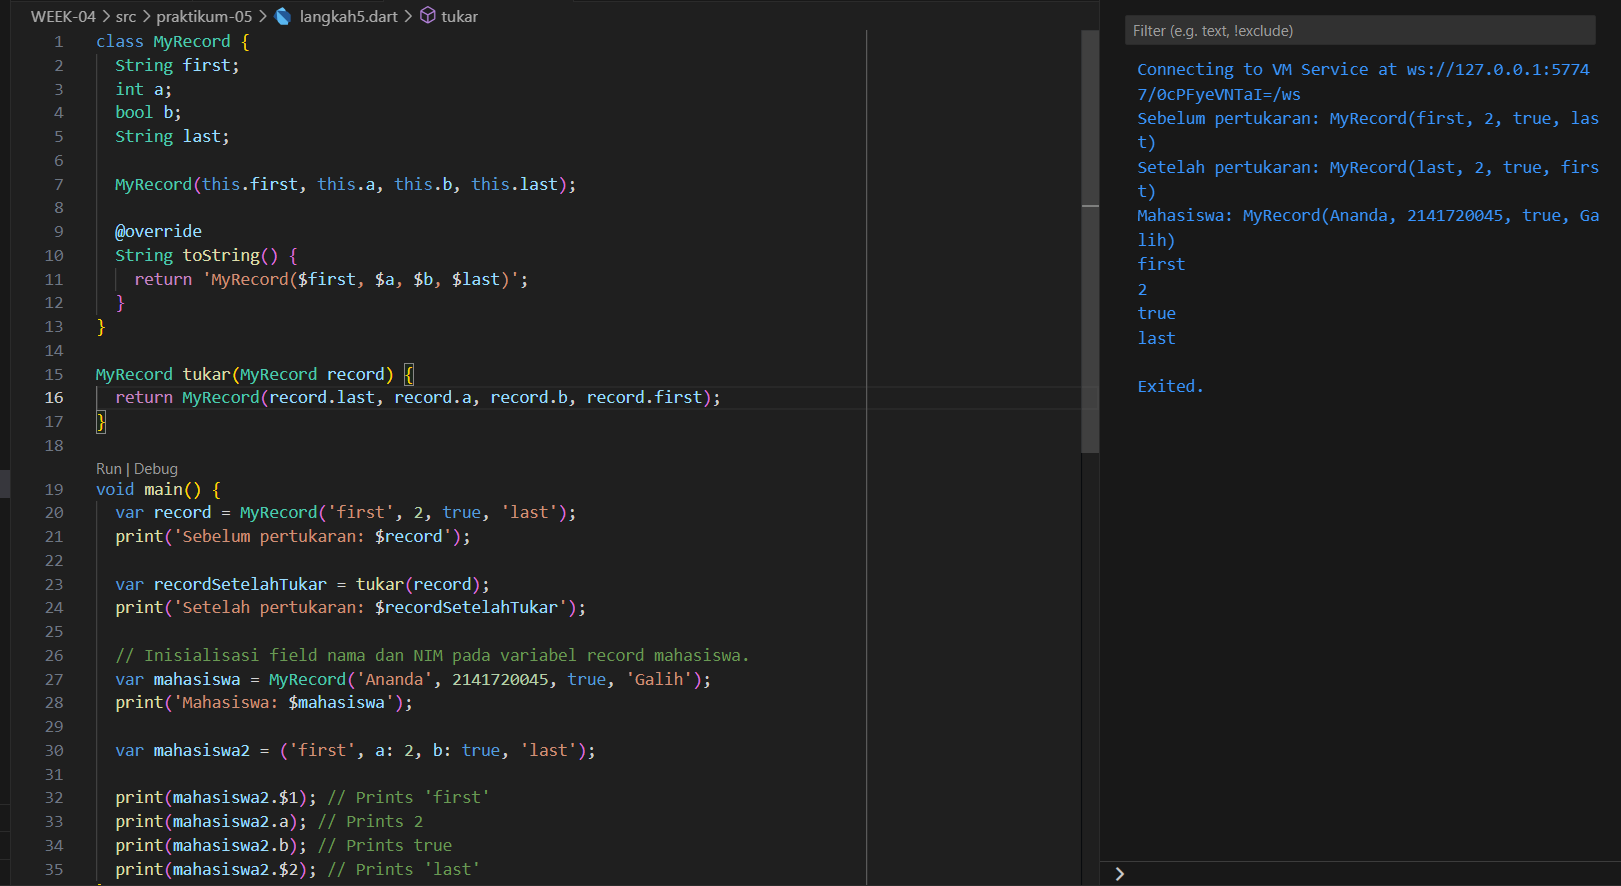 WEEK-04 > src > praktikum-05 > langkah5.dart > tukar
1 class MyRecord {
2 String first;
3 int a;
4 bool b;
5 String last;
6
7 MyRecord(this.first, this.a, this.b, this.last);
8
9 @override
10 String toString() {
11 return 'MyRecord($first, $a, $b, $last)';
12 }
13 }
14
15 MyRecord tukar(MyRecord record) {
16 return MyRecord(record.last, record.a, record.b, record.first);
17 }
18
Run | Debug
19 void main() {
20 var record = MyRecord('first', 2, true, 'last');
21 print('Sebelum pertukaran: $record');
22
23 var recordSetelahTukar = tukar(record);
24 print('Setelah pertukaran: $recordSetelahTukar');
25
26 // Inisialisasi field nama dan NIM pada variabel record mahasiswa.
27 var mahasiswa = MyRecord('Ananda', 2141720045, true, 'Galih');
28 print('Mahasiswa: $mahasiswa');
29
30 var mahasiswa2 = ('first', a: 2, b: true, 'last');
31
32 print(mahasiswa2.$1); // Prints 'first'
33 print(mahasiswa2.a); // Prints 2
34 print(mahasiswa2.b); // Prints true
35 print(mahasiswa2.$2); // Prints 'last'
Filter (e.g. text, !exclude)
Connecting to VM Service at ws://127.0.0.1:5774
7/0cPFyeVNTaI=/ws
Sebelum pertukaran: MyRecord(first, 2, true, las
t)
Setelah pertukaran: MyRecord(last, 2, true, firs
t)
Mahasiswa: MyRecord(Ananda, 2141720045, true, Ga
lih)
first
2
true
last
Exited.
>